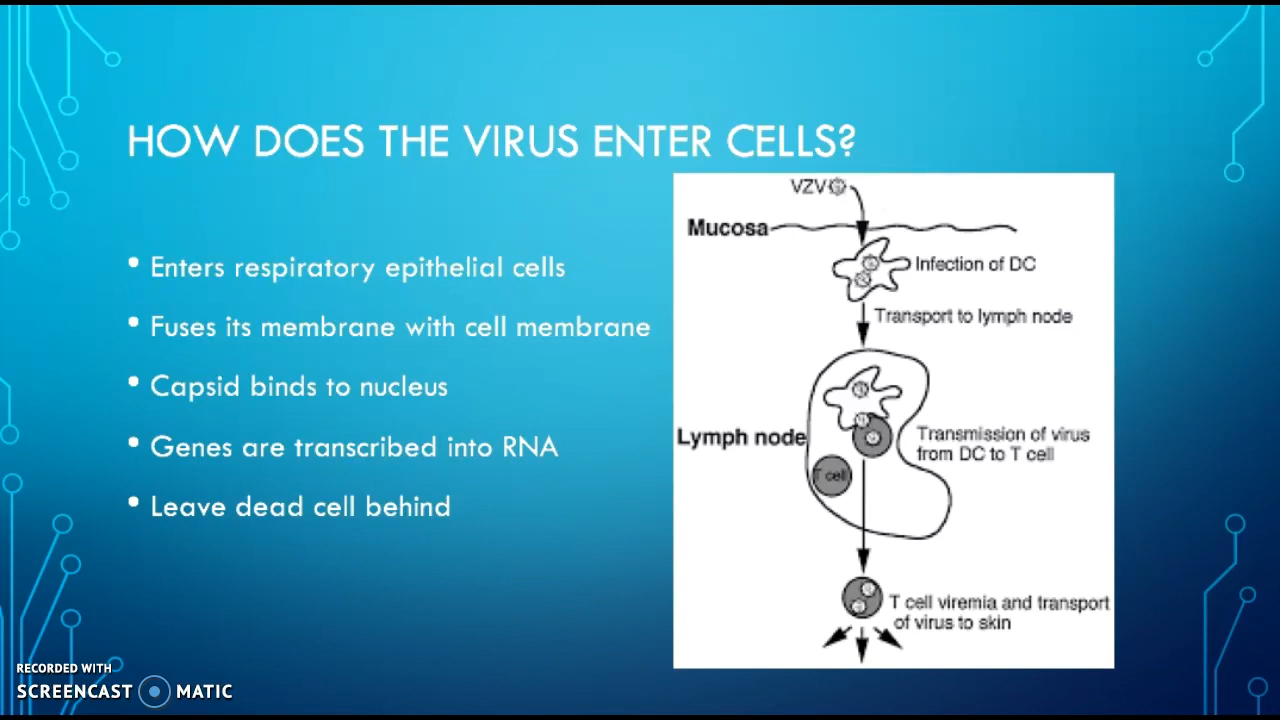 HOW DOES THE VIRUS ENTER CELLS?
• Enters respiratory epithelial cells
• Fuses its membrane with cell membrane
• Capsid binds to nucleus
• Genes are transcribed into RNA
• Leave dead cell behind
VZV
Mucosa
Infection of DC
Transport to lymph node
Lymph node
Transmission of virus
from DC to T cell
T cell
T cell viremia and transport
of virus to skin
RECORDED WITH
SCREENCAST MATIC